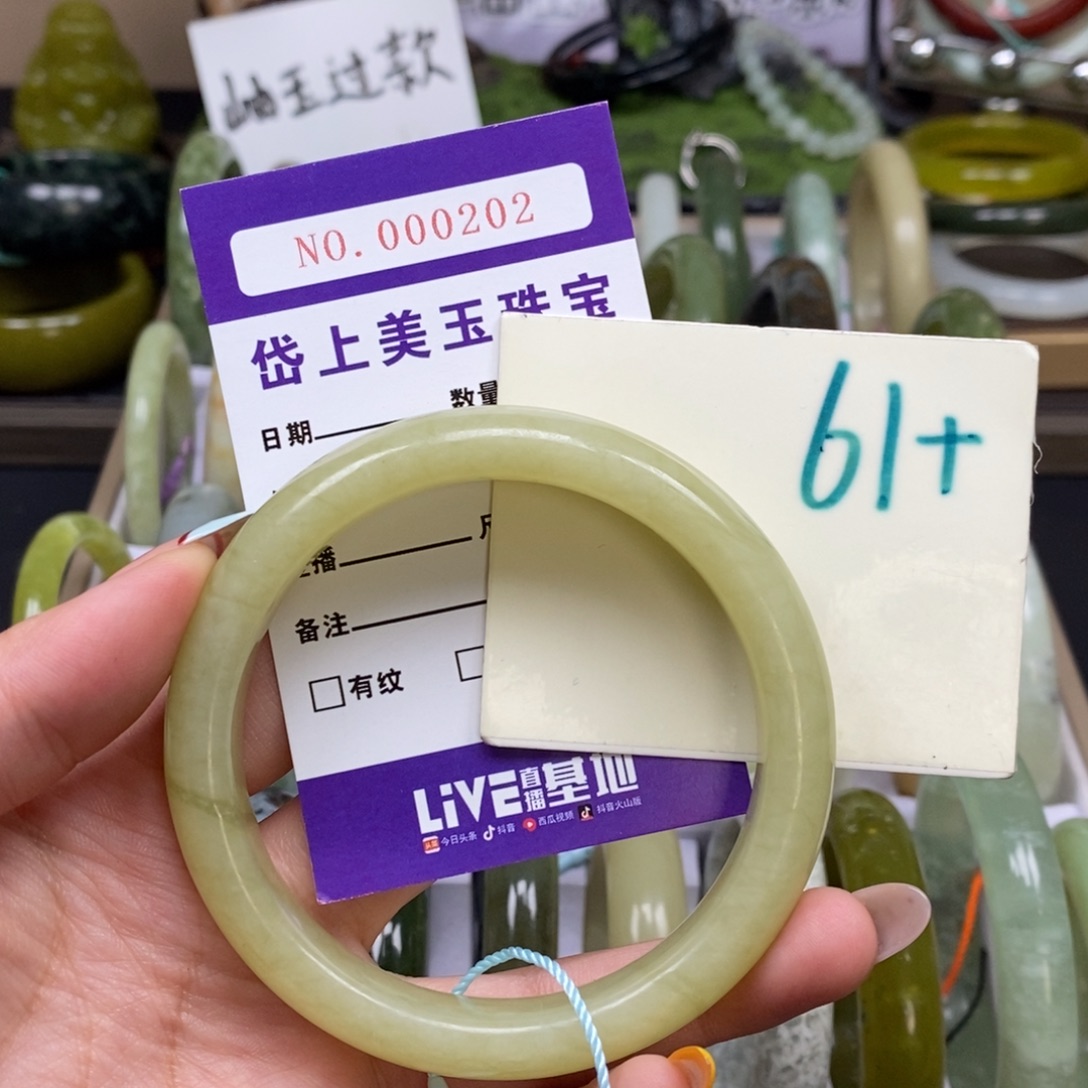 岫玉过款
NO. 000202
岱上美玉珠宝
61+
数量
日期
播
备注
有纹
LIVE直播基地
今日头条 抖音 西瓜视频 抖音火山版